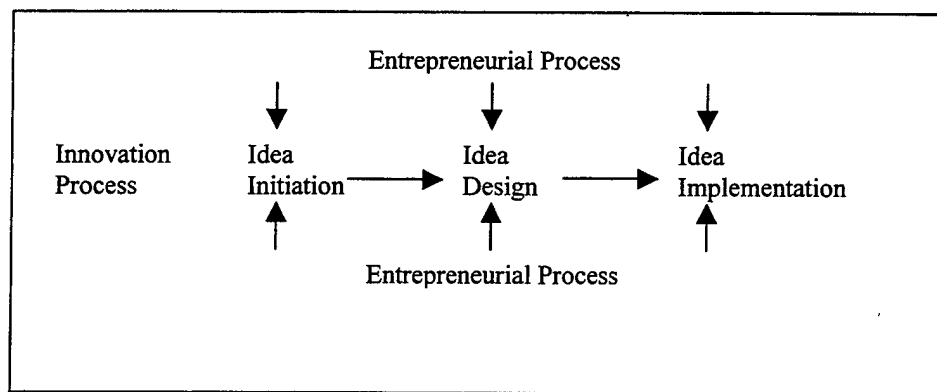 Entrepreneurial Process
Innovation
Process
Idea
Initiation
Idea
Design
Idea
Implementation
Entrepreneurial Process